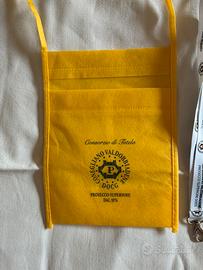 Consorzio di Tutela
CONEGLIANO VALDOBBIADENE
P
DOCG
PROSECCO SUPERIORE
DAL 1876